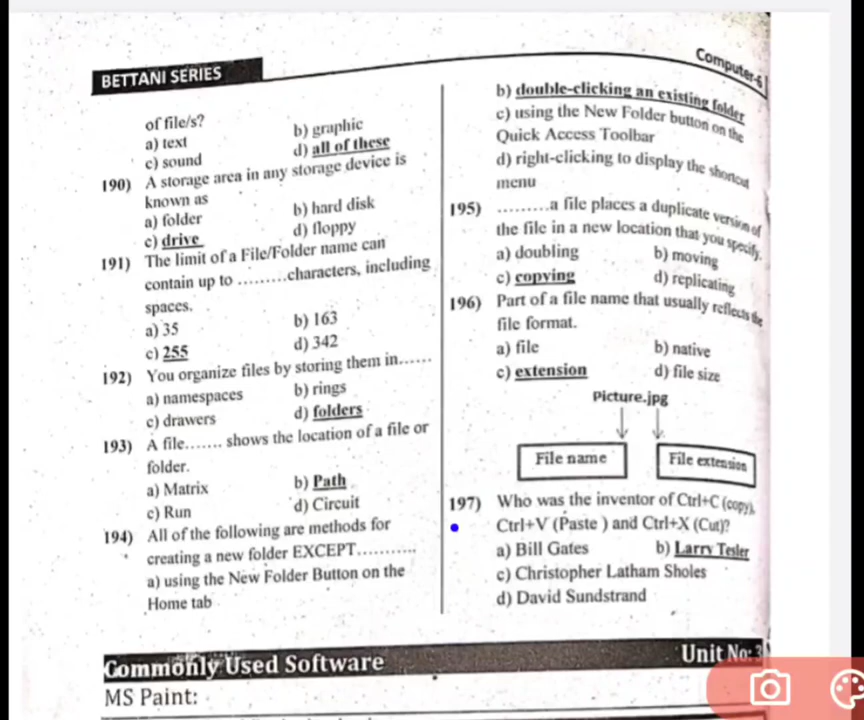 BETTANI SERIES
Computer-6
of file/s?
a) text b) graphic
c) sound d) all of these
190) A storage area in any storage device is
known as
a) folder b) hard disk
c) drive d) floppy
191) The limit of a File/Folder name can
contain up to .........characters, including
spaces.
a) 35 b) 163
c) 255 d) 342
192) You organize files by storing them in......
a) namespaces b) rings
c) drawers d) folders
193) A file....... shows the location of a file or
folder.
a) Matrix b) Path
c) Run d) Circuit
194) All of the following are methods for
creating a new folder EXCEPT...........
a) using the New Folder Button on the
Home tab
b) double-clicking an existing folder
c) using the New Folder button on the
Quick Access Toolbar
d) right-clicking to display the shortcut
menu
195) .........a file places a duplicate version of
the file in a new location that you specify.
a) doubling b) moving
c) copying d) replicating
196) Part of a file name that usually reflects the
file format.
a) file b) native
c) extension d) file size
Picture.jpg
File name File extension
197) Who was the inventor of Ctrl+C (copy),
Ctrl+V (Paste ) and Ctrl+X (Cut)?
a) Bill Gates b) Larry Tesler
c) Christopher Latham Sholes
d) David Sundstrand
Commonly Used Software Unit No: 3
MS Paint: